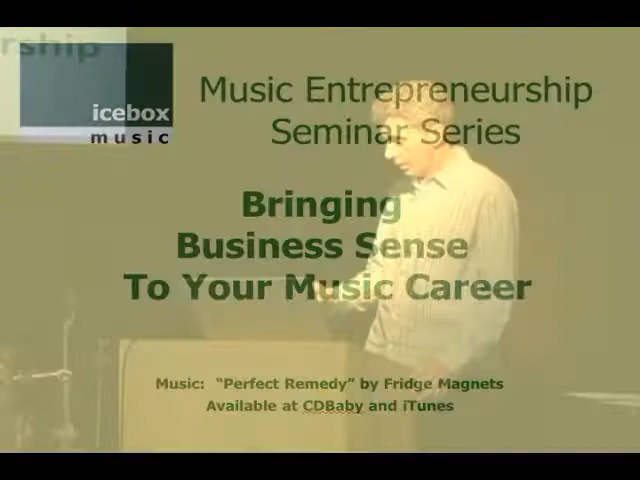 rship
icebox
music
Music Entrepreneurship
Seminar Series
Bringing
Business Sense
To Your Music Career
Music: "Perfect Remedy" by Fridge Magnets
Available at CDBaby and iTunes